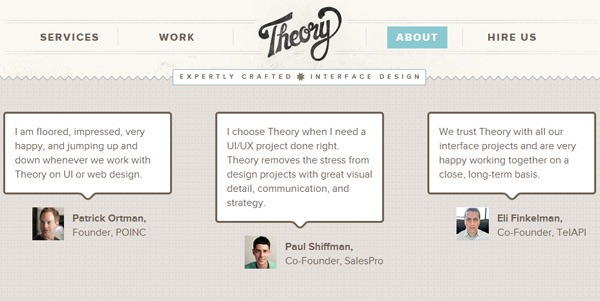 SERVICES
WORK
Theory
ABOUT
HIRE US
EXPERTLY CRAFTED INTERFACE DESIGN
I am floored, impressed, very
happy, and jumping up and
down whenever we work with
Theory on UI or web design.
Patrick Ortman,
Founder, POINC
I choose Theory when I need a
UI/UX project done right.
Theory removes the stress from
design projects with great visual
detail, communication, and
strategy.
Paul Shiffman,
Co-Founder, SalesPro
We trust Theory with all our
interface projects and are very
happy working together on a
close, long-term basis.
Eli Finkelman,
Co-Founder, TelAPI